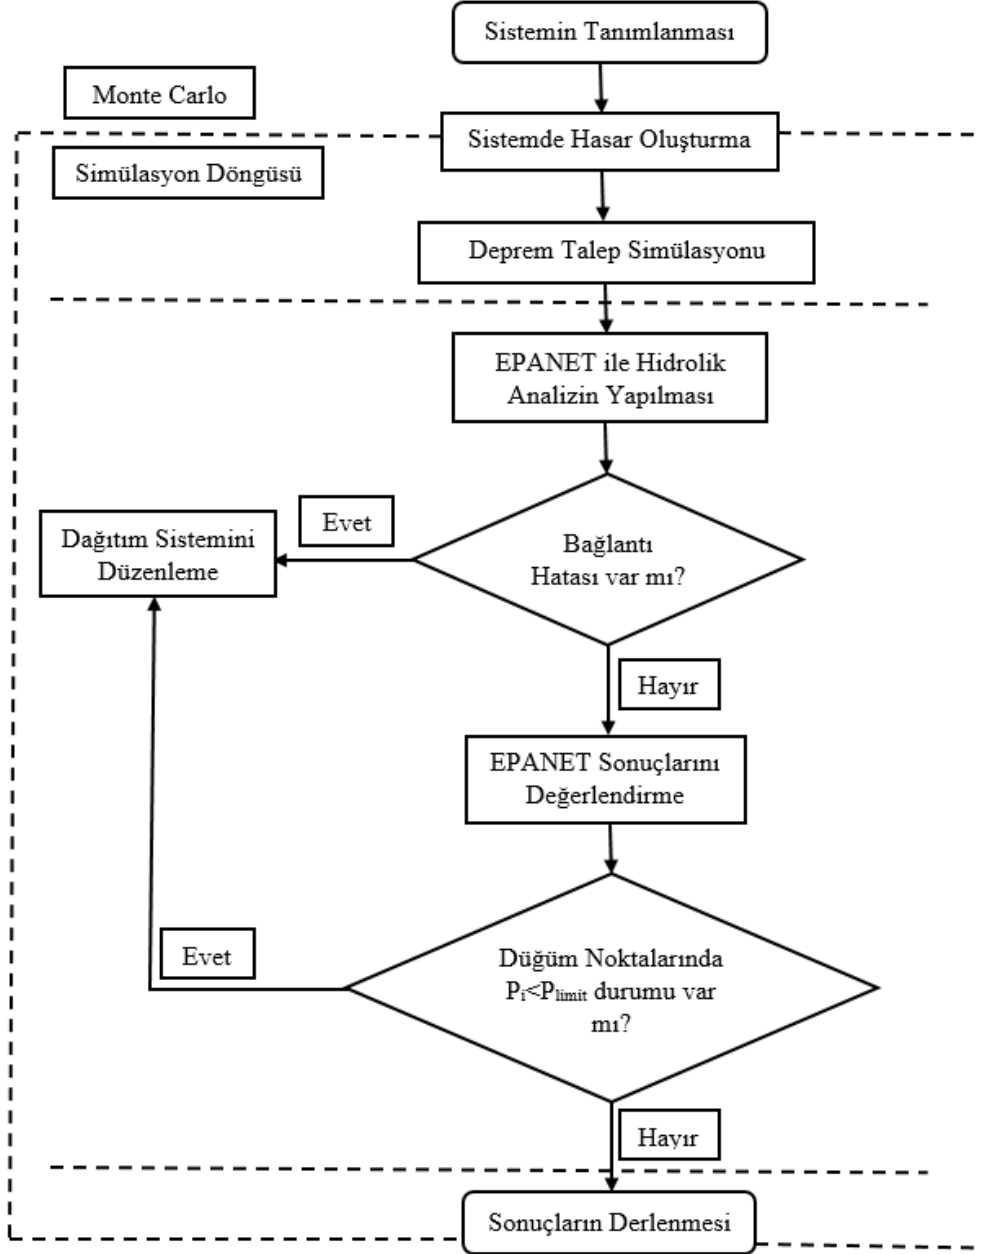 Sistemin Tanımlanması
Monte Carlo
Sistemde Hasar Oluşturma
Simülasyon Döngüsü
Deprem Talep Simülasyonu
EPANET ile Hidrolik
Analizin Yapılması
Evet
Dağıtım Sistemini
Düzenleme
Bağlantı
Hatası var mı?
Hayır
EPANET Sonuçlarını
Değerlendirme
Evet
Düğüm Noktalarında
Pi<Plimit durumu var
mı?
Hayır
Sonuçların Derlenmesi